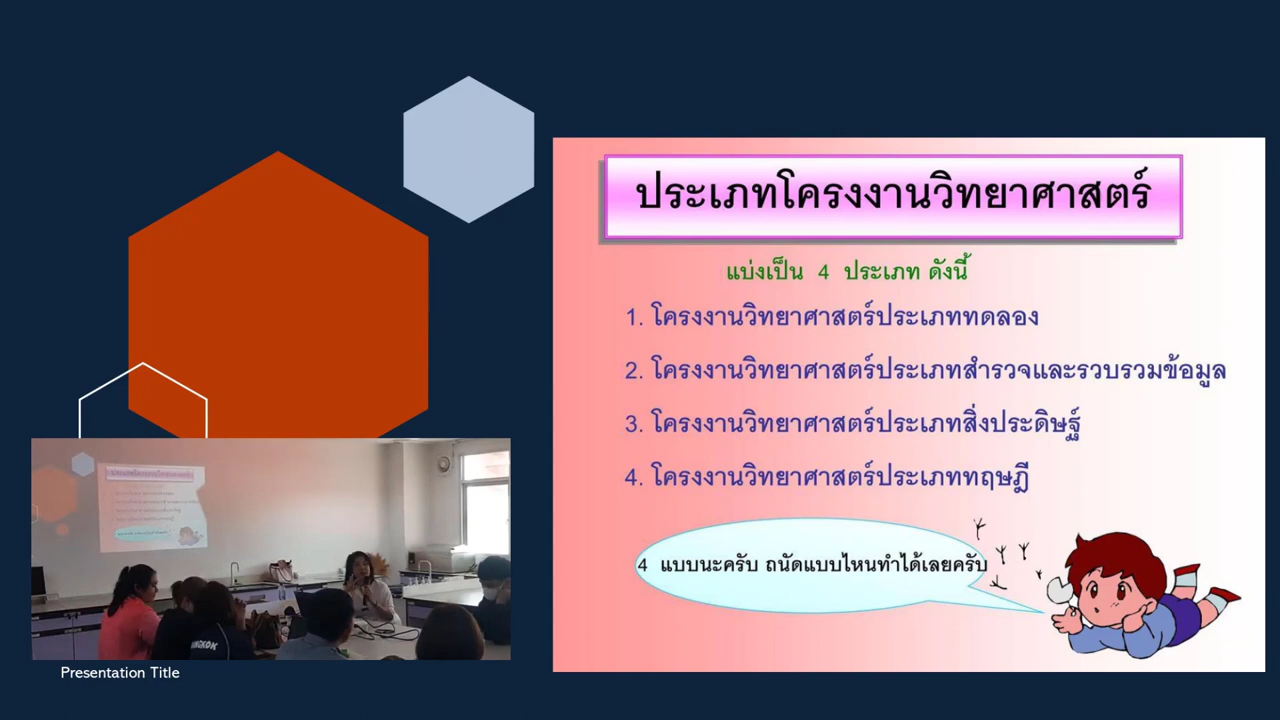 ประเภทโครงงานวิทยาศาสตร์
แบ่งเป็น 4 ประเภท ดังนี้
1. โครงงานวิทยาศาสตร์ประเภททดลอง
2. โครงงานวิทยาศาสตร์ประเภทสำรวจและรวบรวมข้อมูล
3. โครงงานวิทยาศาสตร์ประเภทสิ่งประดิษฐ์
4. โครงงานวิทยาศาสตร์ประเภททฤษฎี
4 แบบนะครับ ถนัดแบบไหนทำได้เลยครับ
Presentation Title